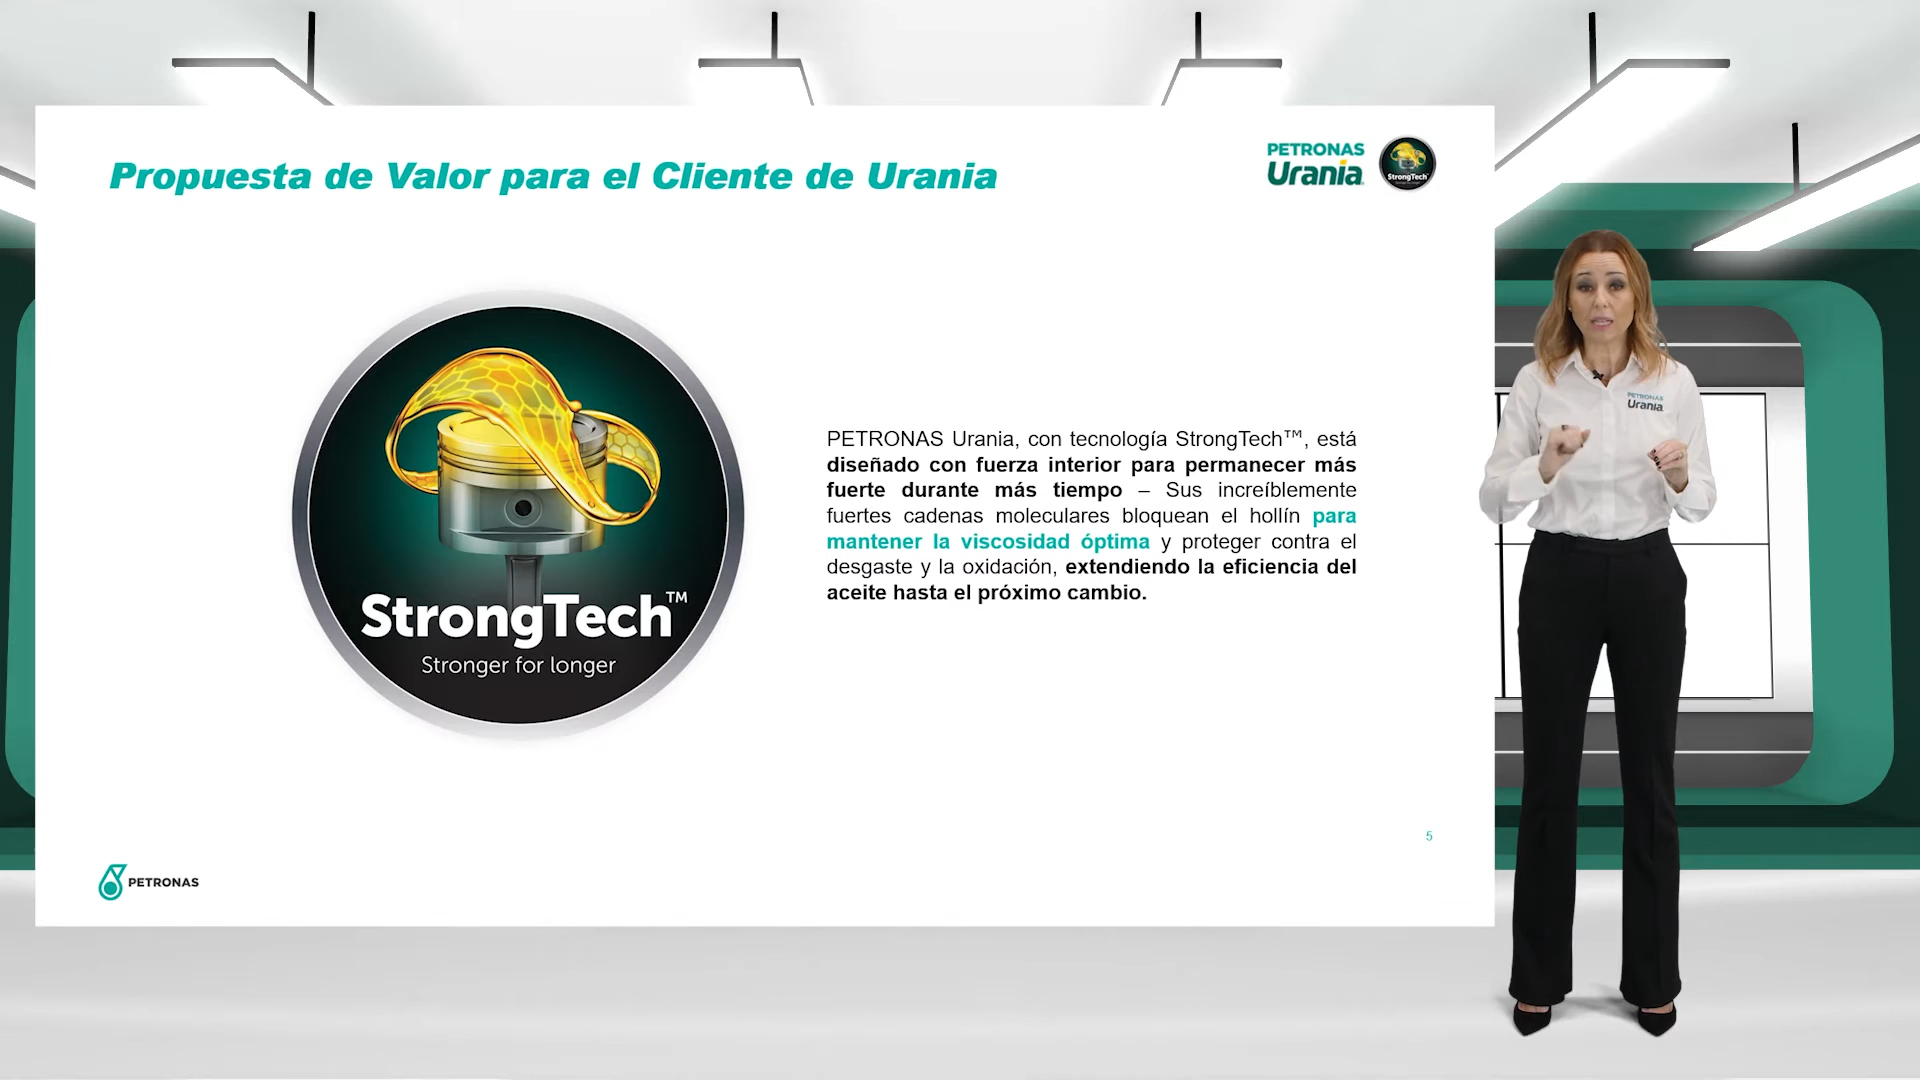 Propuesta de Valor para el Cliente de Urania
PETRONAS
Urania
StrongTech
PETRONAS
Urania
StrongTech™
Stronger for longer
PETRONAS Urania, con tecnología StrongTech™, está
diseñado con fuerza interior para permanecer más
fuerte durante más tiempo – Sus increíblemente
fuertes cadenas moleculares bloquean el hollín para
mantener la viscosidad óptima y proteger contra el
desgaste y la oxidación, extendiendo la eficiencia del
aceite hasta el próximo cambio.
5
PETRONAS